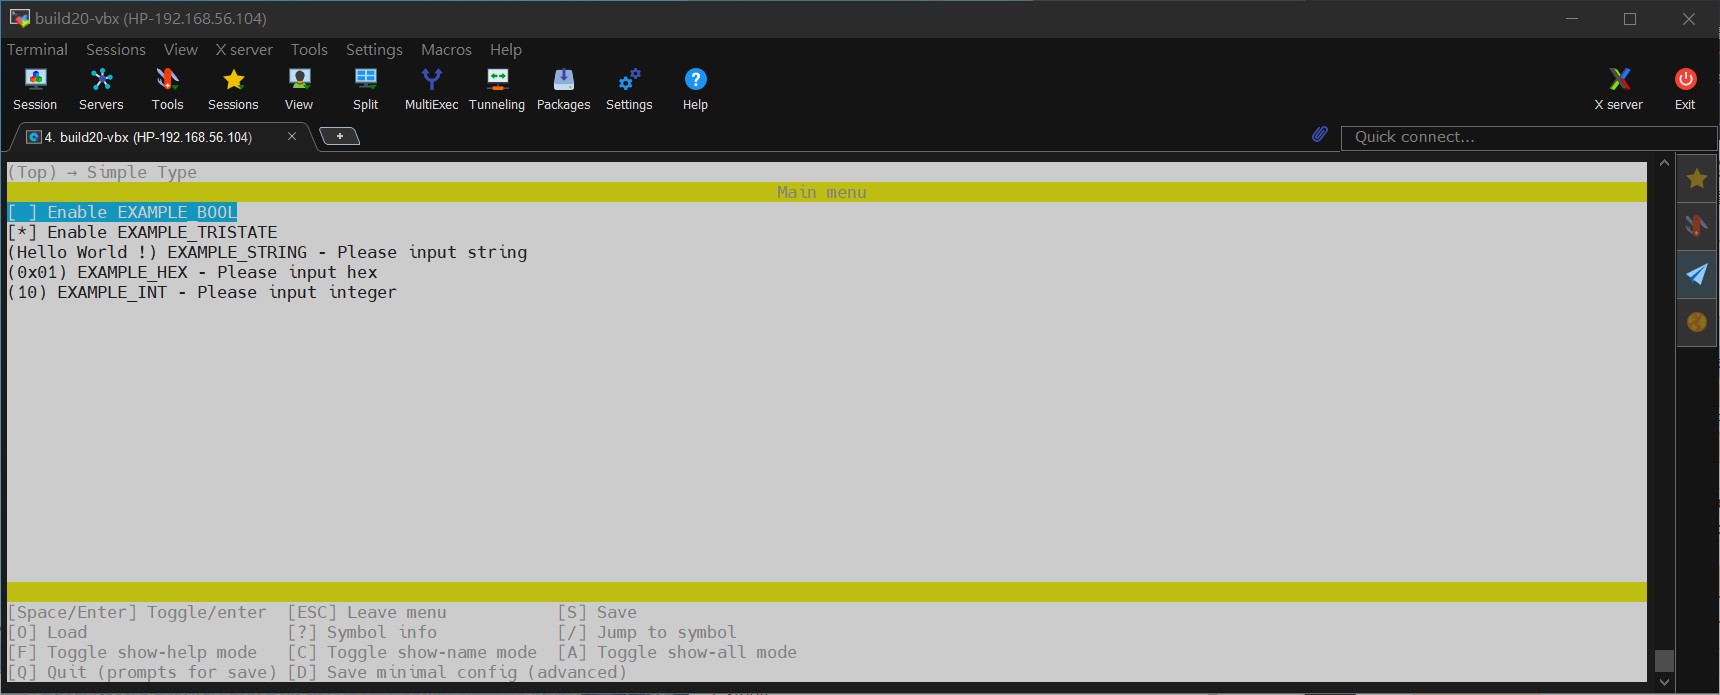 build20-vbx (HP-192.168.56.104)
Terminal Sessions View X server Tools Settings Macros Help
Session Servers Tools Sessions View Split MultiExec Tunneling Packages Settings Help X server Exit
4. build20-vbx (HP-192.168.56.104) Quick connect...
(Top) → Simple Type
Main menu
[ ] Enable EXAMPLE_BOOL
[*] Enable EXAMPLE_TRISTATE
(Hello World !) EXAMPLE_STRING - Please input string
(0x01) EXAMPLE_HEX - Please input hex
(10) EXAMPLE_INT - Please input integer
[Space/Enter] Toggle/enter [ESC] Leave menu [S] Save
[O] Load [?] Symbol info [/] Jump to symbol
[F] Toggle show-help mode [C] Toggle show-name mode [A] Toggle show-all mode
[Q] Quit (prompts for save) [D] Save minimal config (advanced)